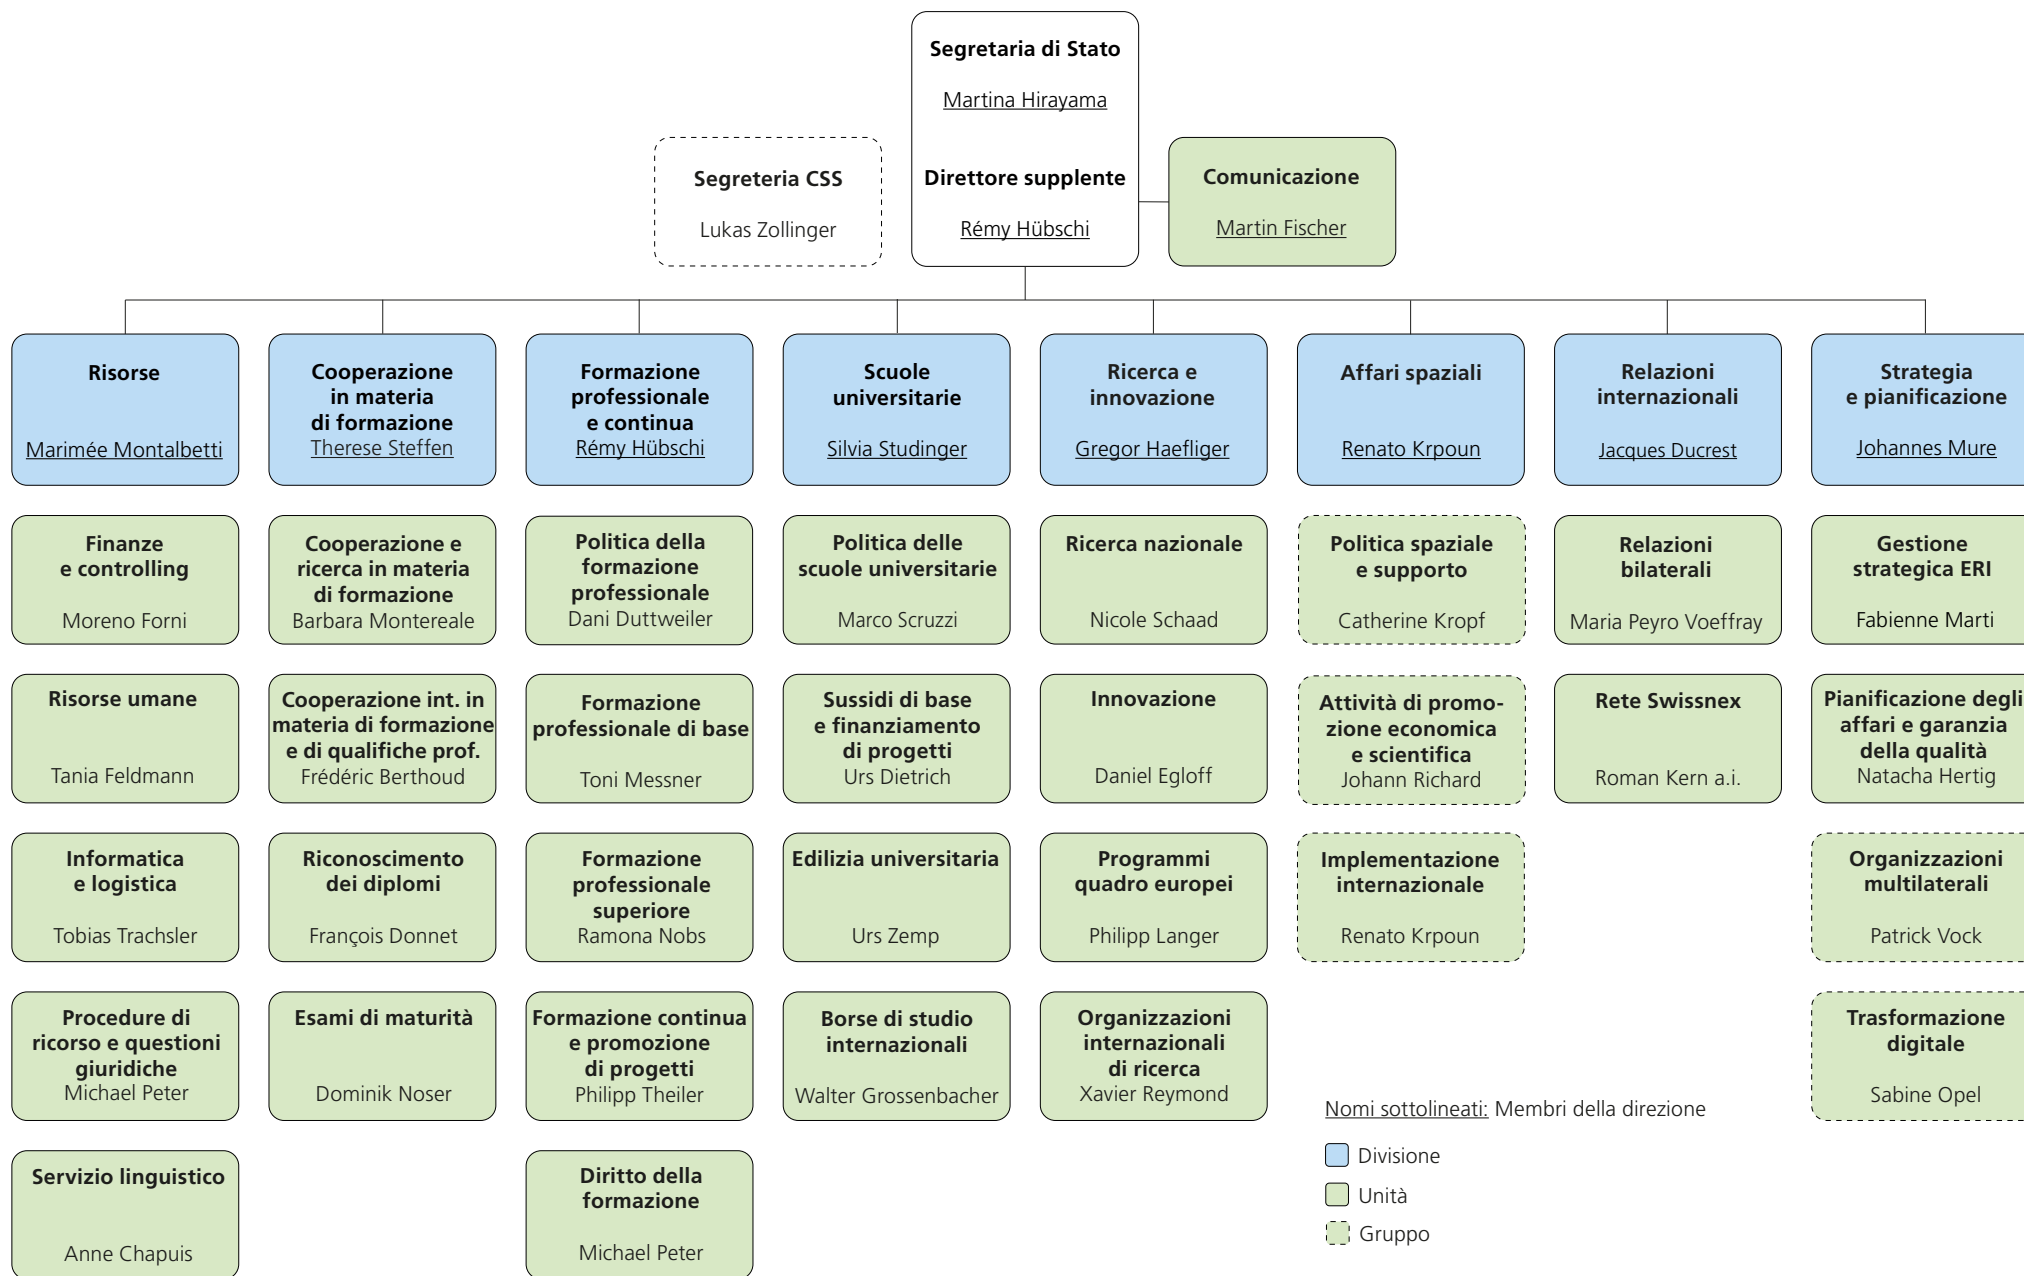 Segretaria di Stato
Martina Hirayama
Direttore supplente
Rémy Hübschi
Segreteria CSS
Lukas Zollinger
Comunicazione
Martin Fischer
Risorse
Marimée Montalbetti
Cooperazione
in materia
di formazione
Therese Steffen
Formazione
professionale
e continua
Rémy Hübschi
Scuole
universitarie
Silvia Studinger
Ricerca e
innovazione
Gregor Haefliger
Affari spaziali
Renato Krpoun
Relazioni
internazionali
Jacques Ducrest
Strategia
e pianificazione
Johannes Mure
Finanze
e controlling
Moreno Forni
Cooperazione e
ricerca in materia
di formazione
Barbara Montereale
Politica della
formazione
professionale
Dani Duttweiler
Politica delle
scuole universitarie
Marco Scruzzi
Ricerca nazionale
Nicole Schaad
Politica spaziale
e supporto
Catherine Kropf
Relazioni
bilaterali
Maria Peyro Voeffray
Gestione
strategica ERI
Fabienne Marti
Risorse umane
Tania Feldmann
Cooperazione int. in
materia di formazione
e di qualifiche prof.
Frédéric Berthoud
Formazione
professionale di base
Toni Messner
Sussidi di base
e finanziamento
di progetti
Urs Dietrich
Innovazione
Daniel Egloff
Attività di promo-
zione economica
e scientifica
Johann Richard
Rete Swissnex
Roman Kern a.i.
Pianificazione degli
affari e garanzia
della qualità
Natacha Hertig
Informatica
e logistica
Tobias Trachsler
Riconoscimento
dei diplomi
François Donnet
Formazione
professionale
superiore
Ramona Nobs
Edilizia universitaria
Urs Zemp
Programmi
quadro europei
Philipp Langer
Implementazione
internazionale
Renato Krpoun
Organizzazioni
multilaterali
Patrick Vock
Procedure di
ricorso e questioni
giuridiche
Michael Peter
Esami di maturità
Dominik Noser
Formazione continua
e promozione
di progetti
Philipp Theiler
Borse di studio
internazionali
Walter Grossenbacher
Organizzazioni
internazionali
di ricerca
Xavier Reymond
Trasformazione
digitale
Sabine Opel
Servizio linguistico
Anne Chapuis
Diritto della
formazione
Michael Peter
Nomi sottolineati: Membri della direzione
Divisione
Unità
Gruppo